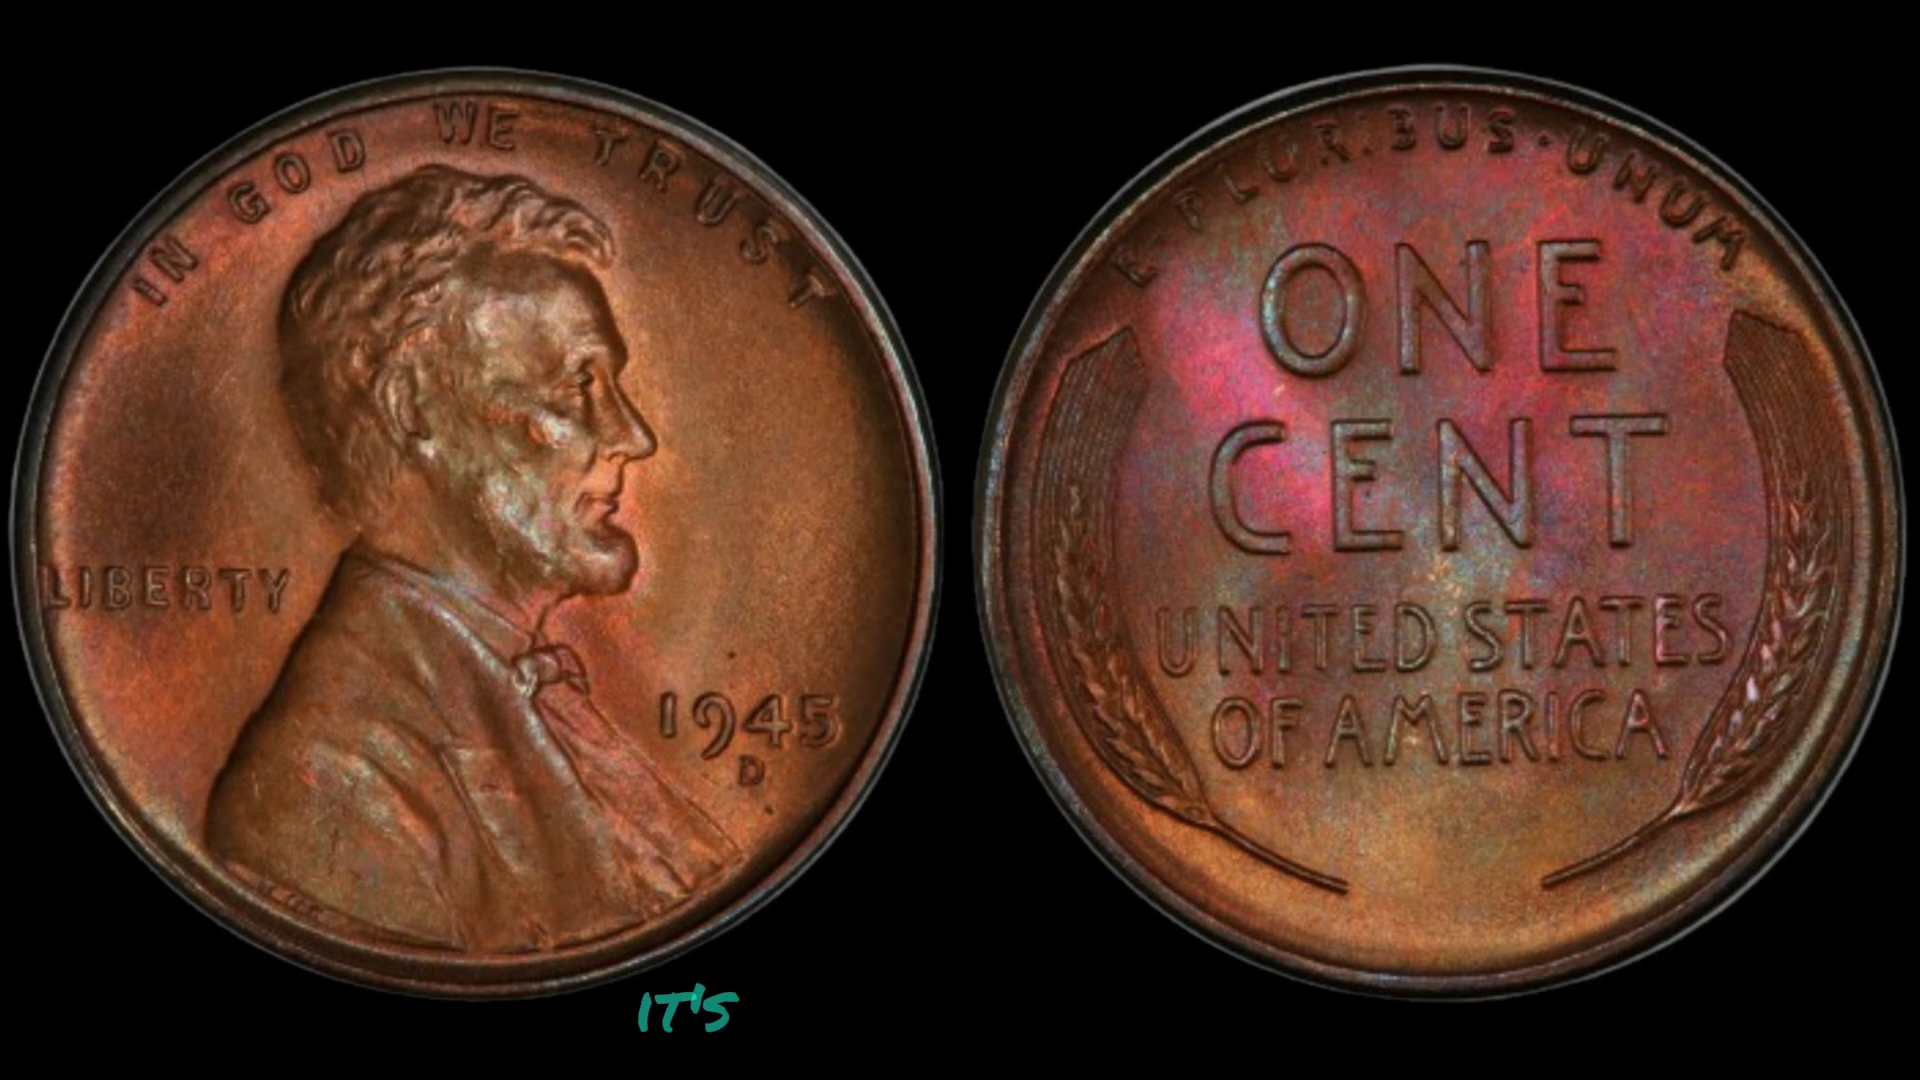 IN GOD WE TRUST
LIBERTY
1945
D
E·PLURIBUS·UNUM
ONE
CENT
UNITED STATES
OF AMERICA
IT'S